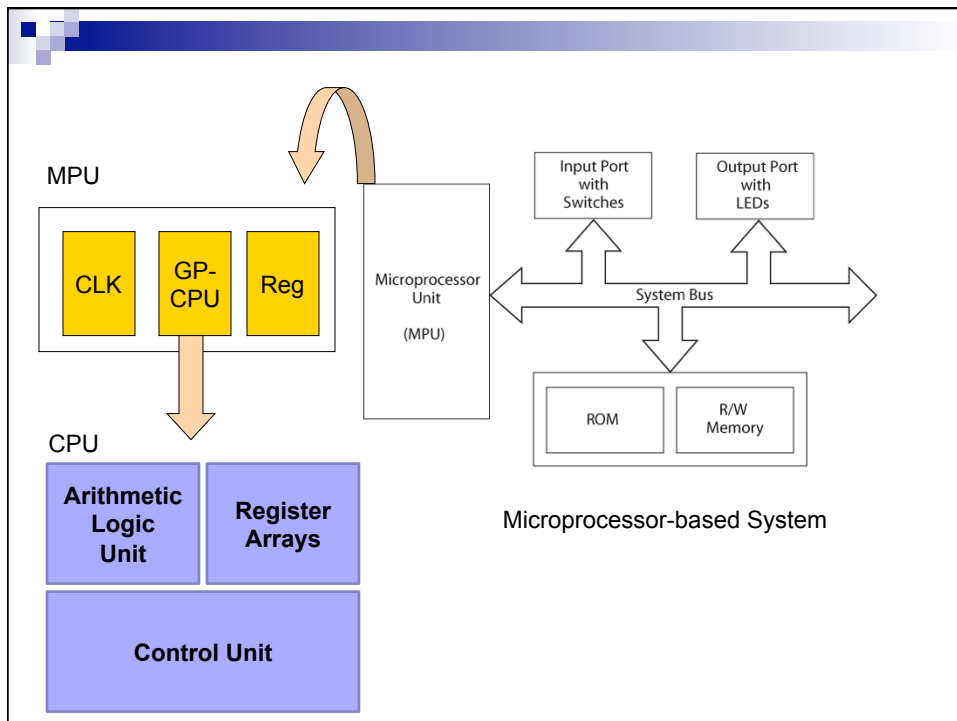 MPU
CLK
GP-
CPU
Reg
CPU
Arithmetic
Logic
Unit
Register
Arrays
Control Unit
Microprocessor
Unit
(MPU)
Input Port
with
Switches
Output Port
with
LEDs
System Bus
ROM
R/W
Memory
Microprocessor-based System